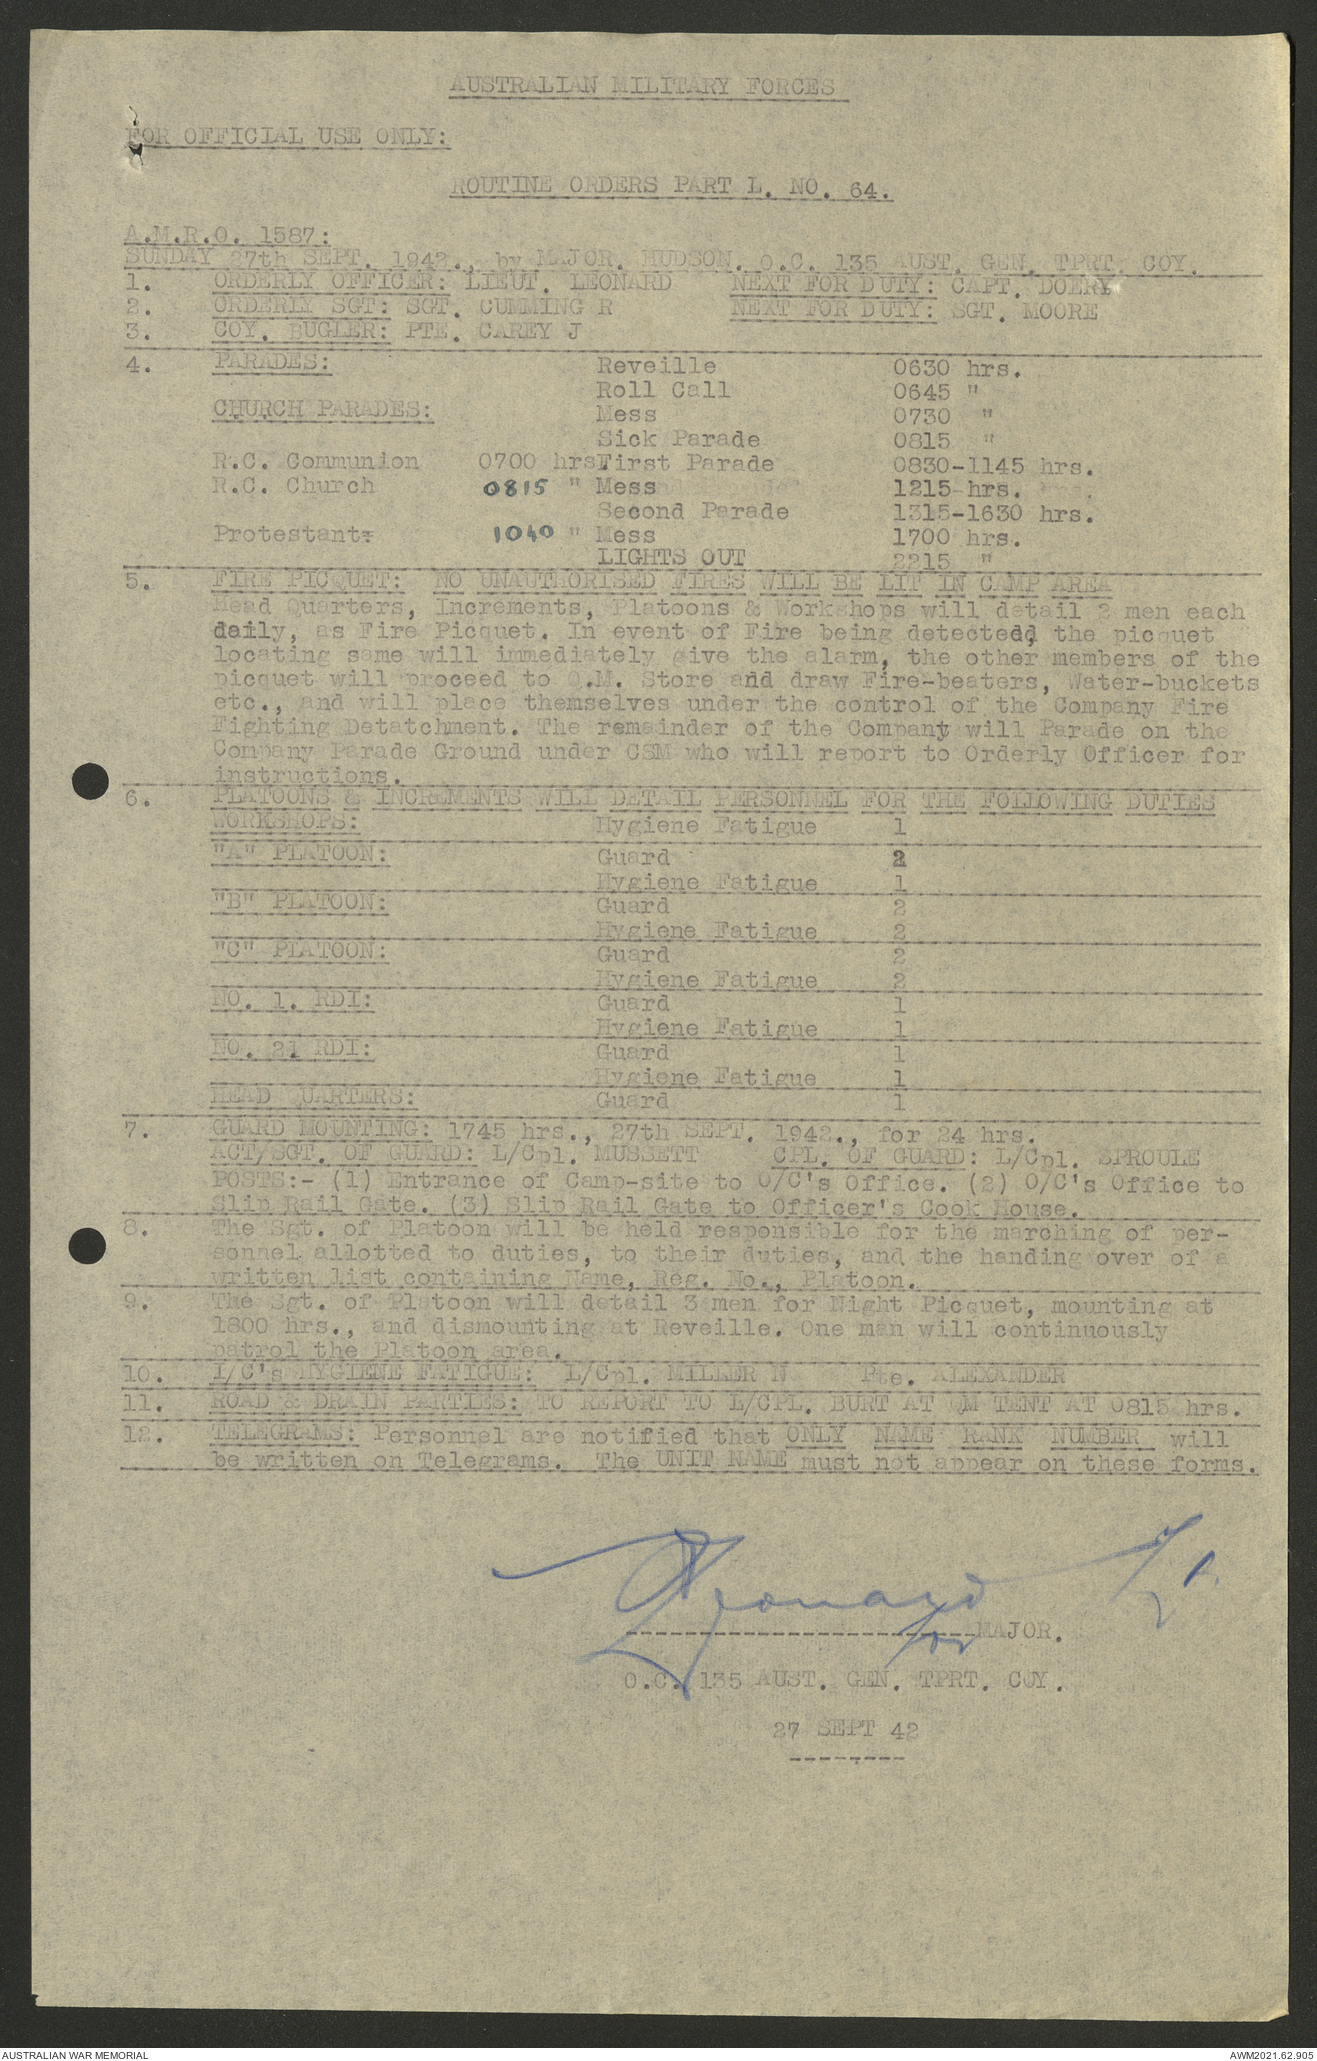 AUSTRALIAN MILITARY FORCES
FOR OFFICIAL USE ONLY:
ROUTINE ORDERS PART L. NO. 64.
A.M.R.O. 1587:
SUNDAY 27th SEPT. 1942., by MAJOR. HUDSON. O.C. 135 AUST. GEN. TPRT. COY.
1. ORDERLY OFFICER: LIEUT. LEONARD NEXT FOR DUTY: CAPT. DOERY
2. ORDERLY SGT: SGT. CUMMING R NEXT FOR DUTY: SGT. MOORE
3. COY. BUGLER: PTE. CAREY J
4. PARADES: Reveille 0630 hrs.
Roll Call 0645 "
CHURCH PARADES: Mess 0730 "
Sick Parade 0815 "
R.C. Communion 0700 hrs First Parade 0830-1145 hrs.
R.C. Church 0815 " Mess 1215 hrs.
Second Parade 1315-1630 hrs.
Protestant: 1040 " Mess 1700 hrs.
LIGHTS OUT 2215 "
5. FIRE PICQUET: NO UNAUTHORISED FIRES WILL BE LIT IN CAMP AREA
Head Quarters, Increments, Platoons & Workshops will detail 2 men each
daily, as Fire Picquet. In event of Fire being detectedd, the picquet
locating same will immediately give the alarm, the other members of the
picquet will proceed to Q.M. Store and draw Fire-beaters, Water-buckets
etc., and will place themselves under the control of the Company Fire
Fighting Detatchment. The remainder of the Company will Parade on the
Company Parade Ground under CSM who will report to Orderly Officer for
instructions.
6. PLATOONS & INCREMENTS WILL DETAIL PERSONNEL FOR THE FOLLOWING DUTIES
WORKSHOPS: Hygiene Fatigue 1
"A" PLATOON: Guard 2
Hygiene Fatigue 1
"B" PLATOON: Guard 2
Hygiene Fatigue 2
"C" PLATOON: Guard 2
Hygiene Fatigue 2
NO. 1. RDI: Guard 1
Hygiene Fatigue 1
NO. 21 RDI: Guard 1
Hygiene Fatigue 1
HEAD QUARTERS: Guard 1
7. GUARD MOUNTING: 1745 hrs., 27th SEPT. 1942., for 24 hrs.
ACT/SGT. OF GUARD: L/Cpl. MUSSETT CPL. OF GUARD: L/Cpl. SPROULE
POSTS:- (1) Entrance of Camp-site to O/C's Office. (2) O/C's Office to
Slip Rail Gate. (3) Slip Rail Gate to Officer's Cook House.
8. The Sgt. of Platoon will be held responsible for the marching of per-
sonnel allotted to duties, to their duties, and the handing over of a
written list containing Name, Reg. No., Platoon.
9. The Sgt. of Platoon will detail 3 men for Night Picquet, mounting at
1800 hrs., and dismounting at Reveille. One man will continuously
patrol the Platoon area.
10. I/C's HYGIENE FATIGUE: L/Cpl. MILLER N Pte. ALEXANDER
11. ROAD & DRAIN PARTIES: TO REPORT TO L/CPL. BURT AT QM TENT AT 0815 hrs.
12. TELEGRAMS: Personnel are notified that ONLY NAME RANK NUMBER will
be written on Telegrams. The UNIT NAME must not appear on these forms.
Leonard Lt.
for MAJOR.
O.C. 135 AUST. GEN. TPRT. COY.
27 SEPT 42
AUSTRALIAN WAR MEMORIAL AWM2021.62.905